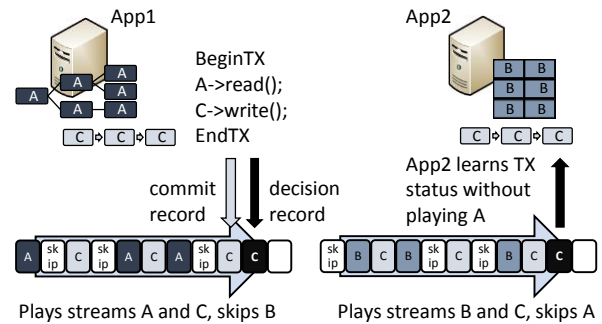 App1
A
A A
A
A A
C C C
BeginTX
A->read();
C->write();
EndTX
commit
record
decision
record
A sk ip C sk ip A C A sk ip C C
Plays streams A and C, skips B
App2
B B
B B
B B
C C C
App2 learns TX
status without
playing A
sk ip B C B sk ip C sk ip B C C
Plays streams B and C, skips A